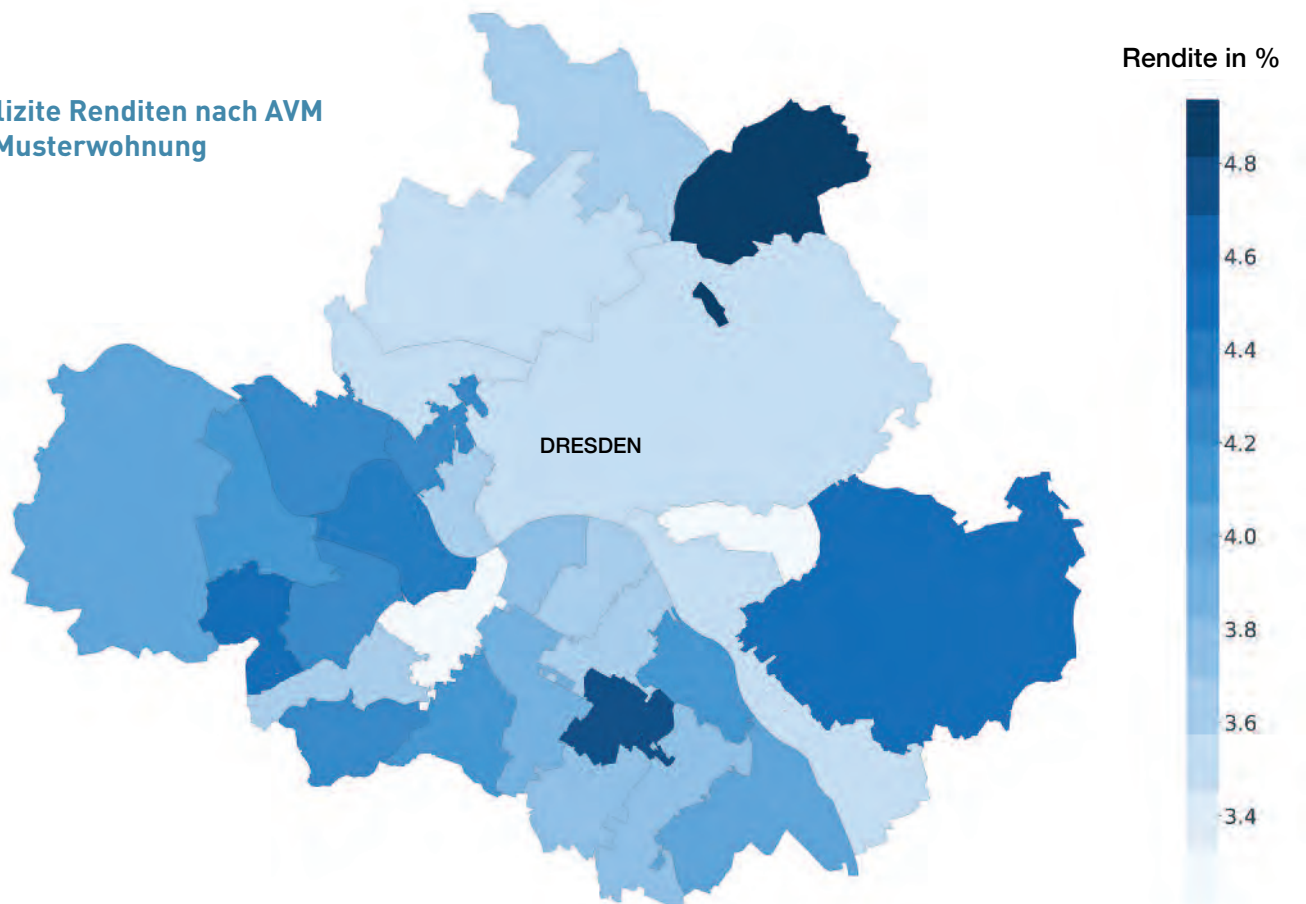 lizite Renditen nach AVM
Musterwohnung
Rendite in %
4.8
4.6
4.4
4.2
4.0
3.8
3.6
3.4
DRESDEN